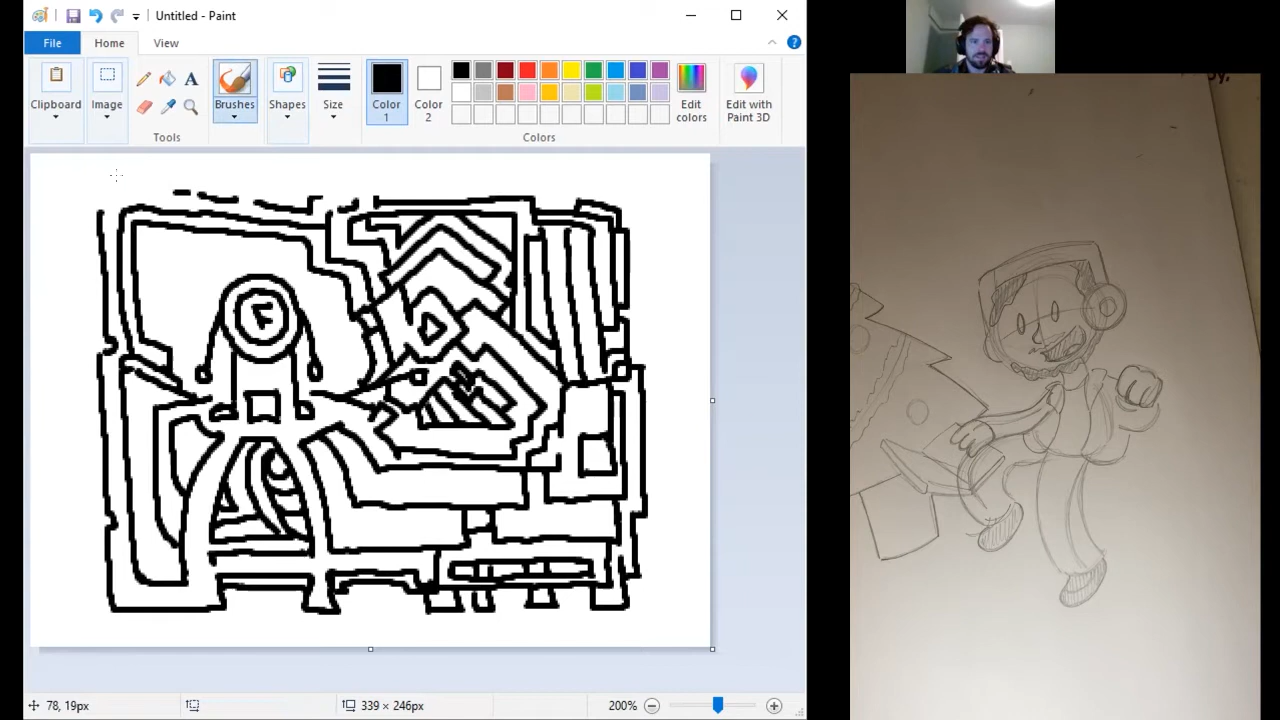 Untitled - Paint
File Home View
Clipboard Image Tools Brushes Shapes Size Color 1 Color 2 Colors Edit colors Edit with Paint 3D
78, 19px 339 × 246px 200%